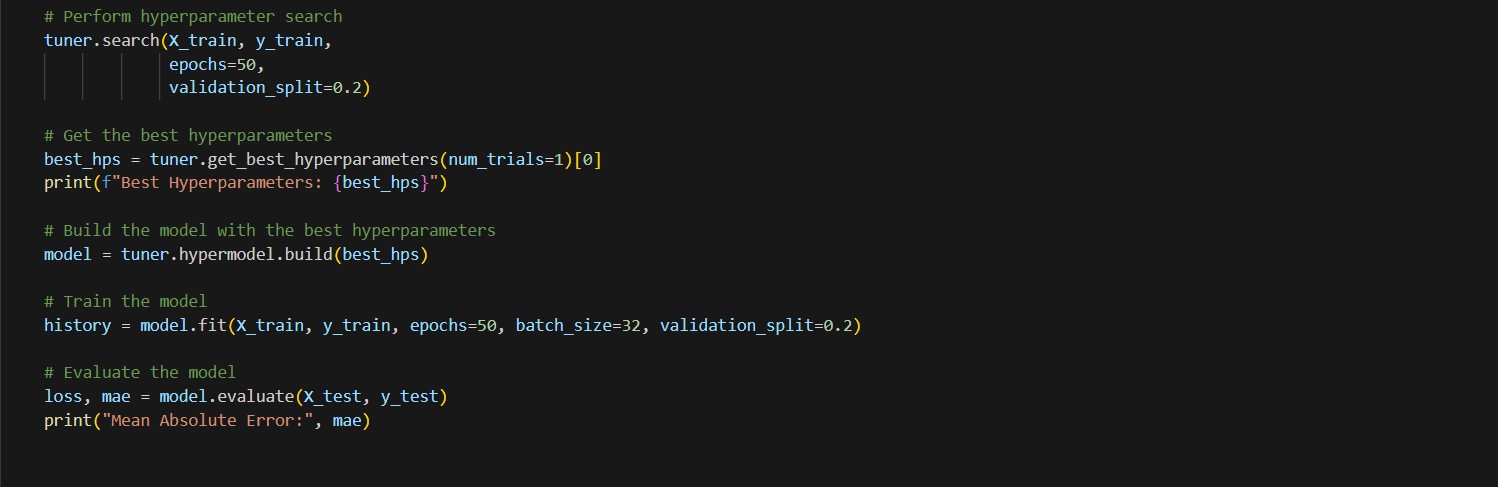 # Perform hyperparameter search
tuner.search(X_train, y_train,
epochs=50,
validation_split=0.2)
# Get the best hyperparameters
best_hps = tuner.get_best_hyperparameters(num_trials=1)[0]
print(f"Best Hyperparameters: {best_hps}")
# Build the model with the best hyperparameters
model = tuner.hypermodel.build(best_hps)
# Train the model
history = model.fit(X_train, y_train, epochs=50, batch_size=32, validation_split=0.2)
# Evaluate the model
loss, mae = model.evaluate(X_test, y_test)
print("Mean Absolute Error:", mae)